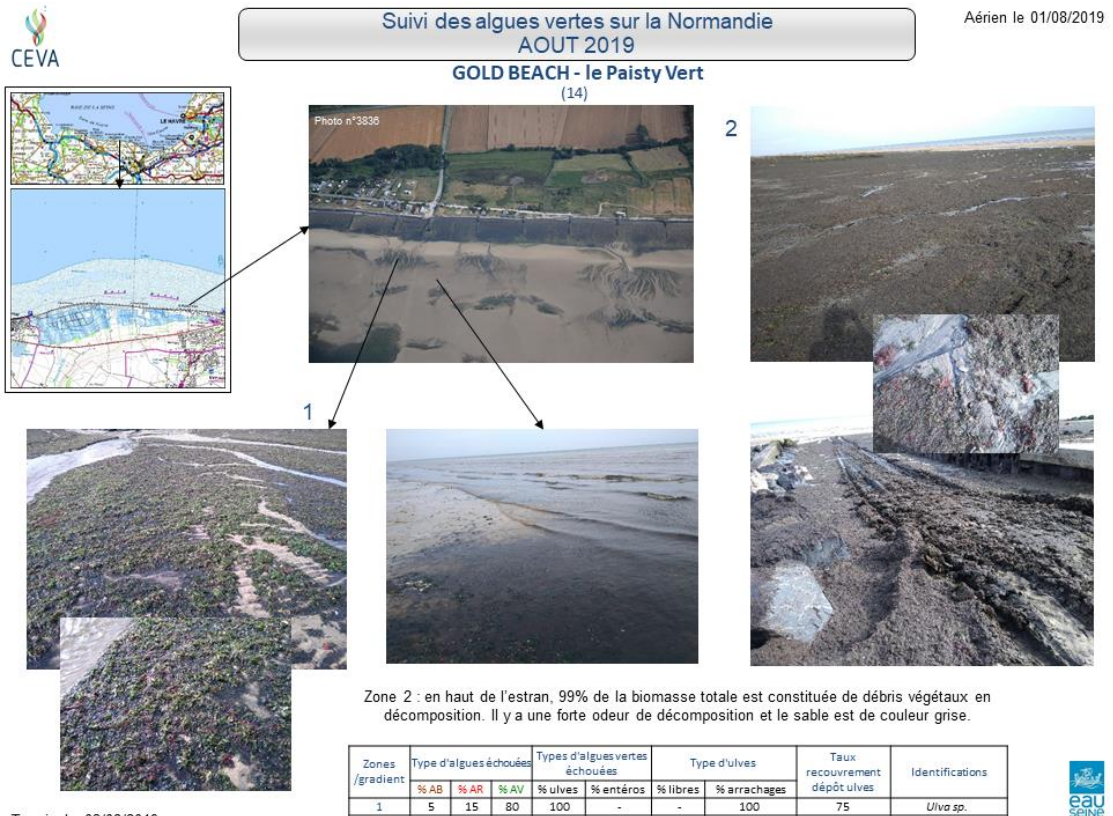 CEVA
Suivi des algues vertes sur la Normandie
AOUT 2019
Aérien le 01/08/2019
GOLD BEACH - le Paisty Vert
(14)
Photo n°3836
LE HAVRE
2
1
Zone 2 : en haut de l'estran, 99% de la biomasse totale est constituée de débris végétaux en
décomposition. Il y a une forte odeur de décomposition et le sable est de couleur grise.
Zones /gradient Type d'algues échouées Types d'algues vertes échouées Type d'ulves Taux recouvrement dépôt ulves Identifications
% AB % AR % AV % ulves % entéros % libres % arrachages
1 5 15 80 100 - - 100 75 Ulva sp.
eau
SEINE